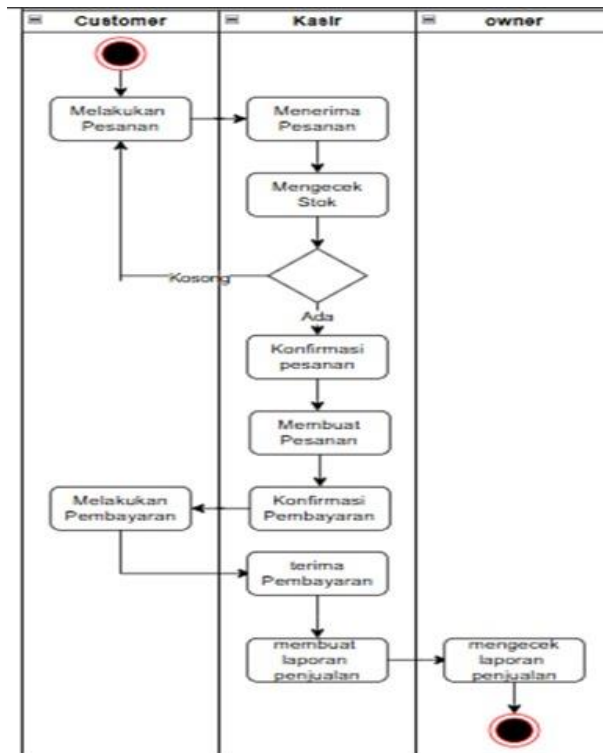 Customer
Kasir
owner
Melakukan
Pesanan
Menerima
Pesanan
Mengecek
Stok
Kosong
Ada
Konfirmasi
pesanan
Membuat
Pesanan
Melakukan
Pembayaran
Konfirmasi
Pembayaran
terima
Pembayaran
membuat
laporan
penjualan
mengecek
laporan
penjualan